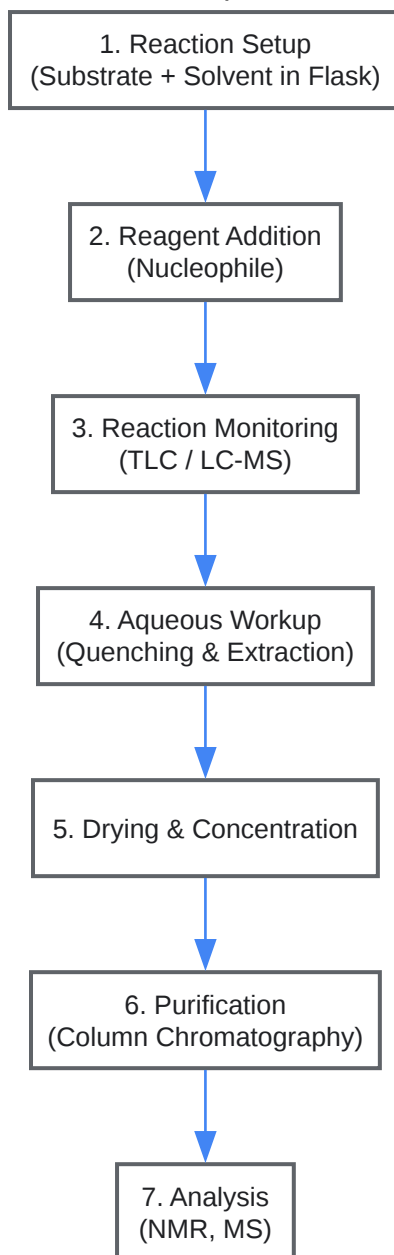 1. Reaction Setup
(Substrate + Solvent in Flask)
2. Reagent Addition
(Nucleophile)
3. Reaction Monitoring
(TLC / LC-MS)
4. Aqueous Workup
(Quenching & Extraction)
5. Drying & Concentration
6. Purification
(Column Chromatography)
7. Analysis
(NMR, MS)